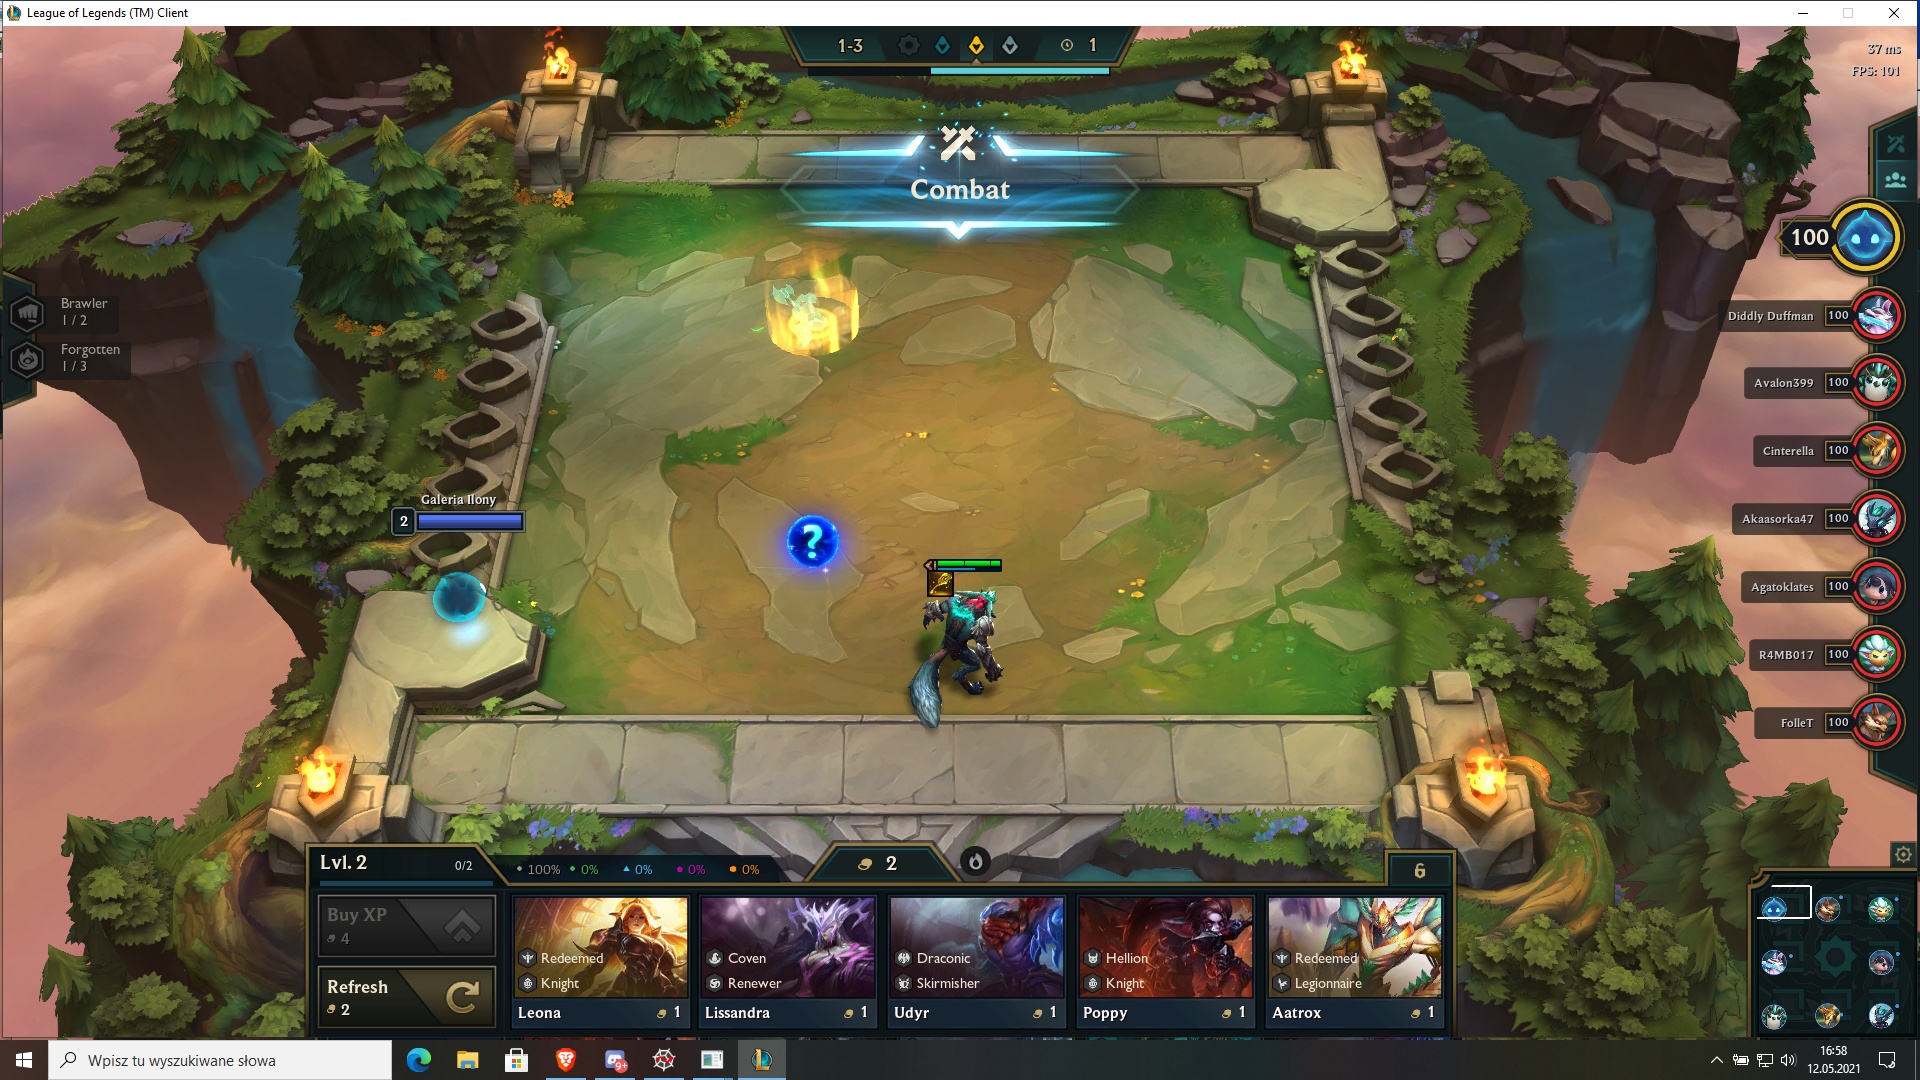 League of Legends (TM) Client
1-3
1
37 ms
FPS: 101
Combat
100
Brawler
1 / 2
Forgotten
1 / 3
Diddly Duffman 100
Avalon399 100
Cinterella 100
Akaasorka47 100
Agatoklates 100
R4MB017 100
FolleT 100
Galeria Ilony
2
?
Lvl. 2
0/2
100% 0% 0% 0% 0%
2
6
Buy XP
4
Refresh
2
Redeemed
Knight
Leona 1
Coven
Renewer
Lissandra 1
Draconic
Skirmisher
Udyr 1
Hellion
Knight
Poppy 1
Redeemed
Legionnaire
Aatrox 1
Wpisz tu wyszukiwane słowa
9+
16:58
12.05.2021